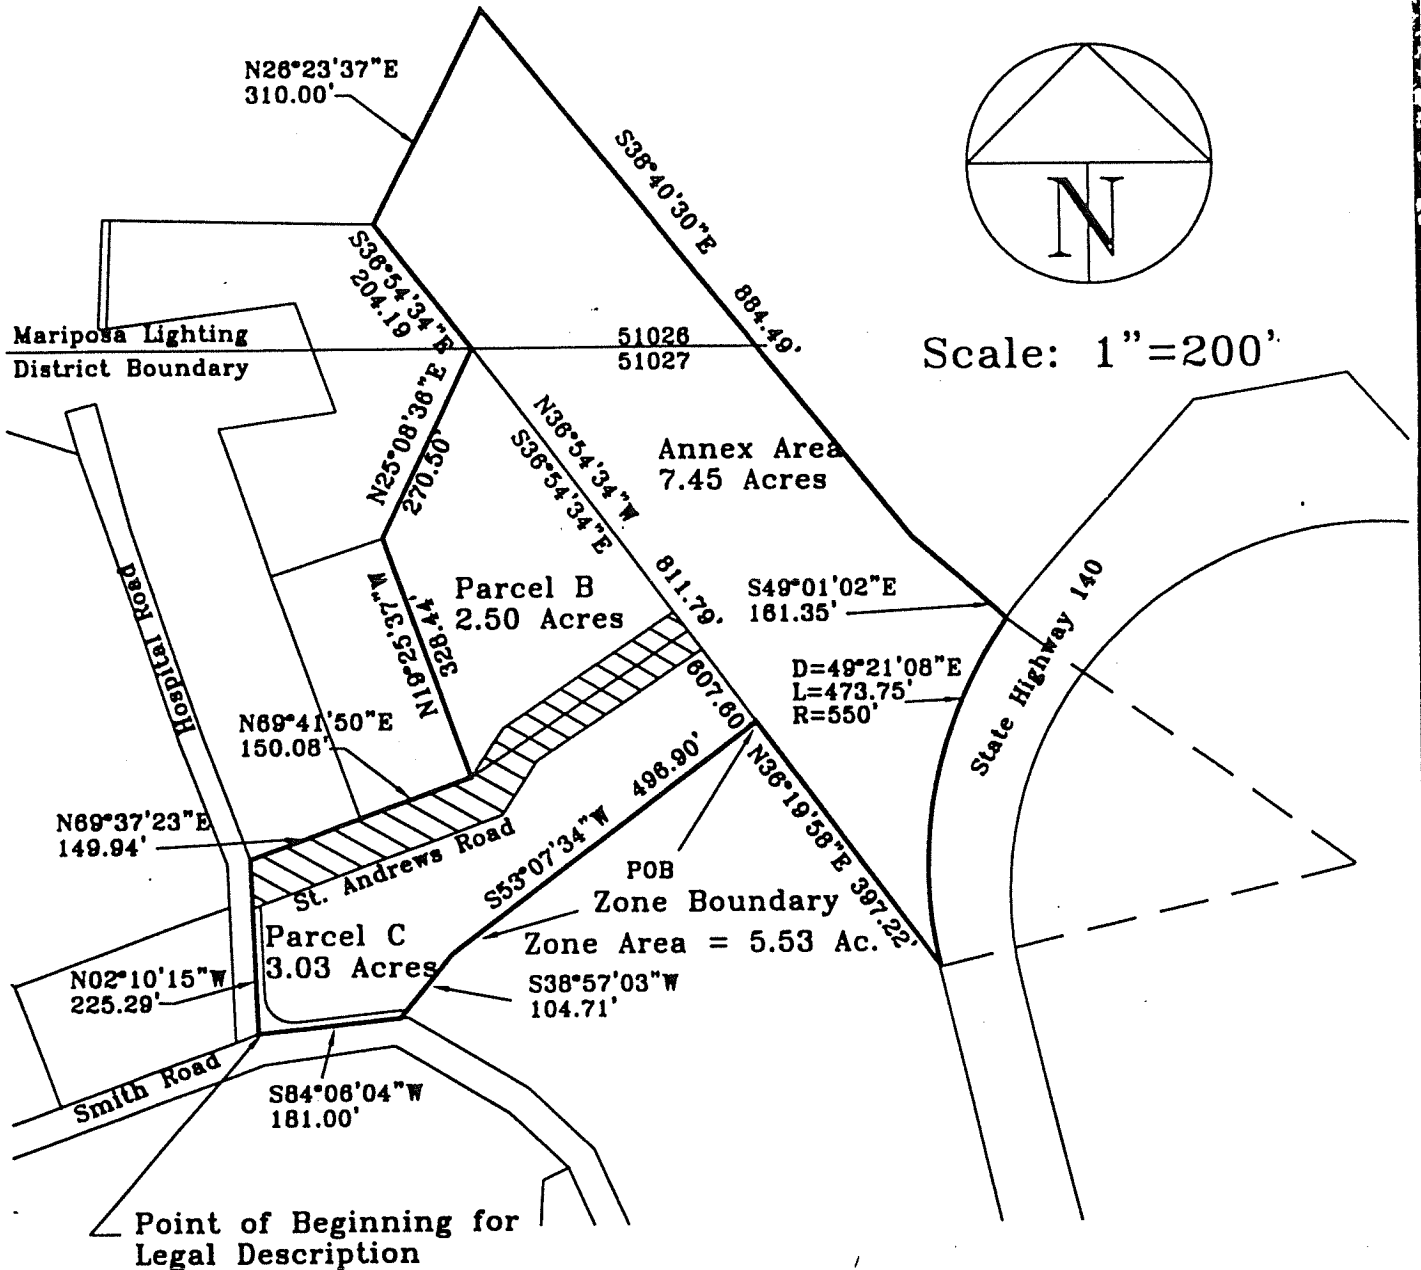 N26°23'37"E
310.00'
S38°40'30"E 884.49'
N
S36°54'34"E
204.19
Mariposa Lighting
District Boundary
51026
51027
Scale: 1"=200'
N25°08'36"E
270.50'
N36°54'34"W 811.79'
S36°54'34"E 607.60'
Annex Area
7.45 Acres
Hospital Road
N19°25'37"W
328.44'
Parcel B
2.50 Acres
S49°01'02"E
161.35'
State Highway 140
D=49°21'08"E
L=473.75'
R=550'
N69°41'50"E
150.08'
N69°37'23"E
149.94'
St. Andrews Road
S53°07'34"W 496.90'
N36°19'58"E 397.22'
POB
Zone Boundary
Zone Area = 5.53 Ac.
Parcel C
3.03 Acres
N02°10'15"W
225.29'
S38°57'03"W
104.71'
Smith Road
S84°06'04"W
181.00'
Point of Beginning for
Legal Description